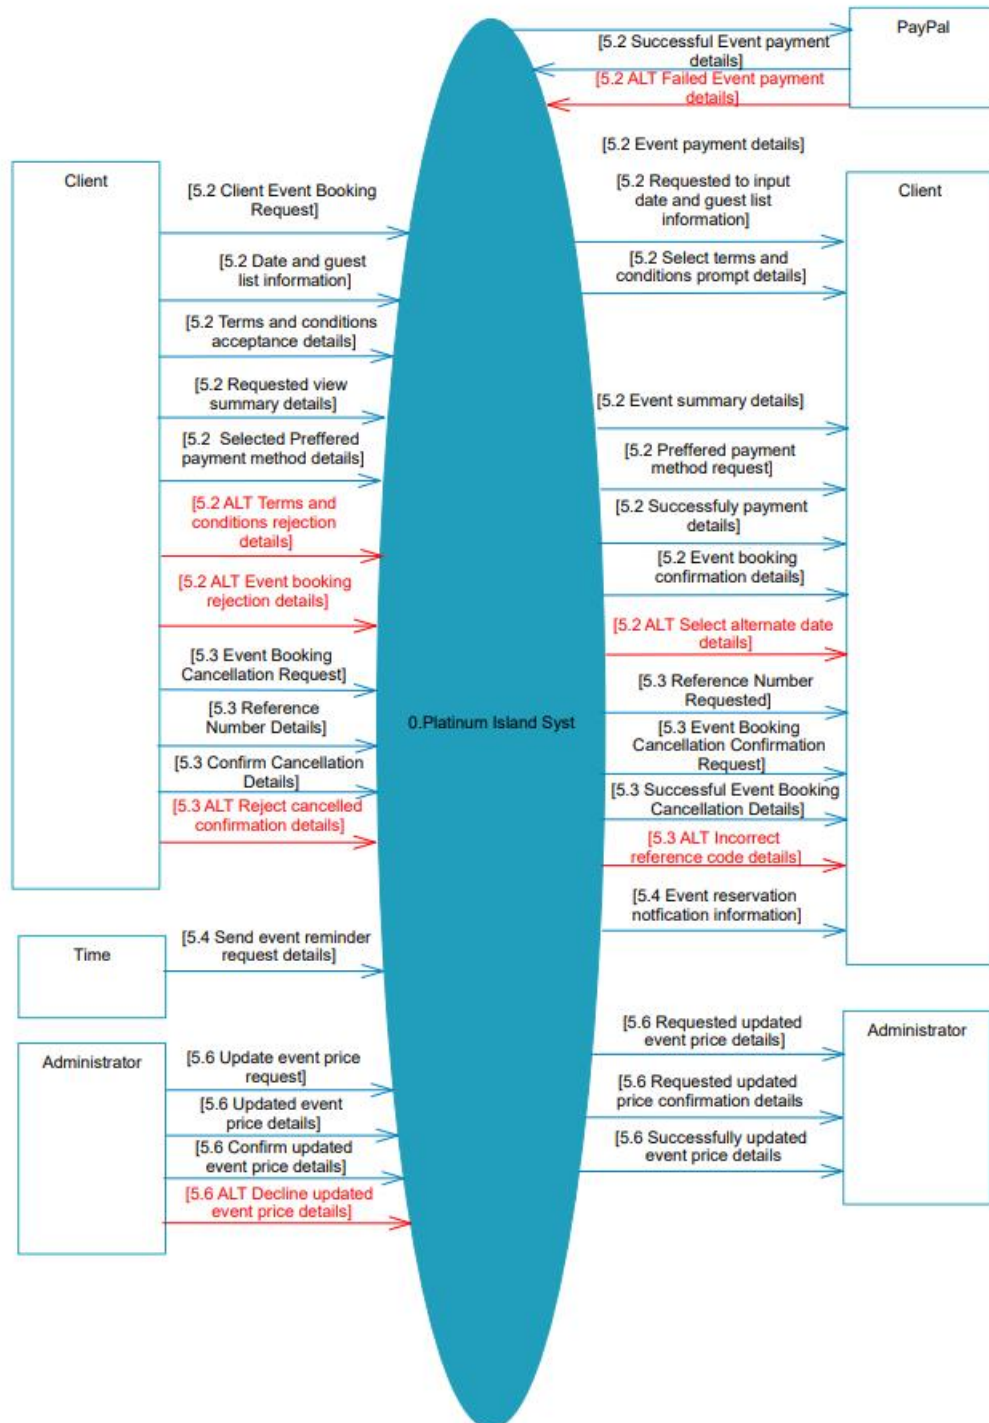 PayPal
[5.2 Successful Event payment
details]
[5.2 ALT Failed Event payment
details]
[5.2 Event payment details]
Client
[5.2 Client Event Booking
Request]
[5.2 Date and guest
list information]
[5.2 Terms and conditions
acceptance details]
[5.2 Requested view
summary details]
[5.2 Selected Preffered
payment method details]
[5.2 ALT Terms and
conditions rejection
details]
[5.2 ALT Event booking
rejection details]
[5.3 Event Booking
Cancellation Request]
[5.3 Reference
Number Details]
[5.3 Confirm Cancellation
Details]
[5.3 ALT Reject cancelled
confirmation details]
Time
[5.4 Send event reminder
request details]
Administrator
[5.6 Update event price
request]
[5.6 Updated event
price details]
[5.6 Confirm updated
event price details]
[5.6 ALT Decline updated
event price details]
0.Platinum Island Syst
Client
[5.2 Requested to input
date and guest list
information]
[5.2 Select terms and
conditions prompt details]
[5.2 Event summary details]
[5.2 Preffered payment
method request]
[5.2 Successfuly payment
details]
[5.2 Event booking
confirmation details]
[5.2 ALT Select alternate date
details]
[5.3 Reference Number
Requested]
[5.3 Event Booking
Cancellation Confirmation
Request]
[5.3 Successful Event Booking
Cancellation Details]
[5.3 ALT Incorrect
reference code details]
[5.4 Event reservation
notfication information]
Administrator
[5.6 Requested updated
event price details]
[5.6 Requested updated
price confirmation details
[5.6 Successfully updated
event price details